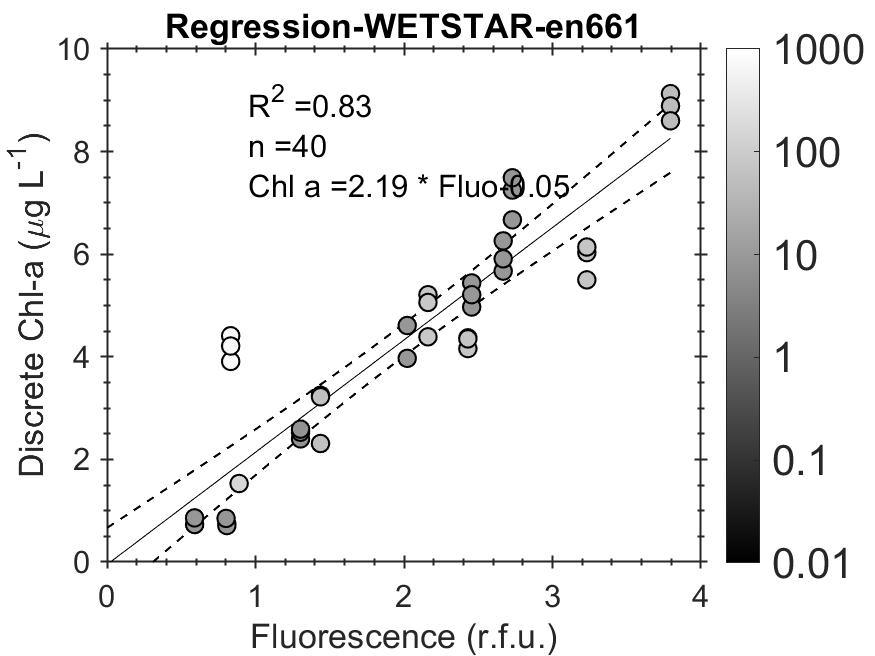 Regression-WETSTAR-en661
R² =0.83
n =40
Chl a =2.19 * Fluo-0.05
Discrete Chl-a (μg L⁻¹)
10
8
6
4
2
0
0 1 2 3 4
Fluorescence (r.f.u.)
1000
100
10
1
0.1
0.01